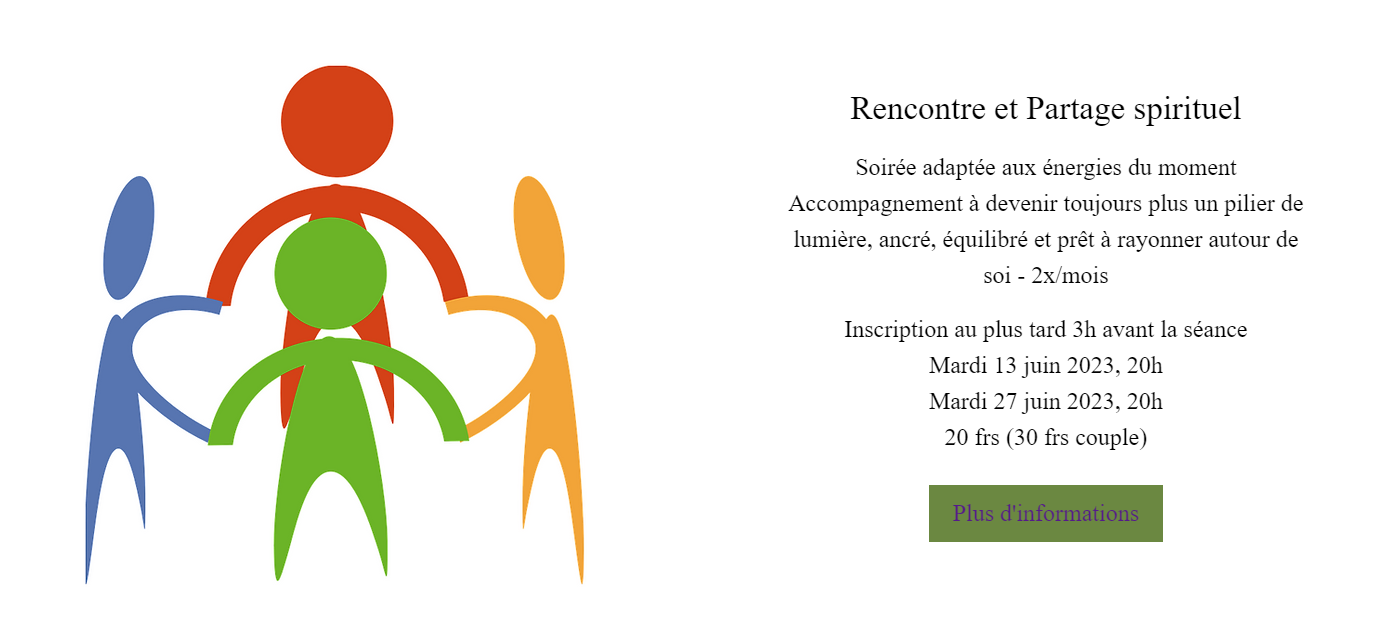 Rencontre et Partage spirituel
Soirée adaptée aux énergies du moment
Accompagnement à devenir toujours plus un pilier de
lumière, ancré, équilibré et prêt à rayonner autour de
soi - 2x/mois
Inscription au plus tard 3h avant la séance
Mardi 13 juin 2023, 20h
Mardi 27 juin 2023, 20h
20 frs (30 frs couple)
Plus d'informations